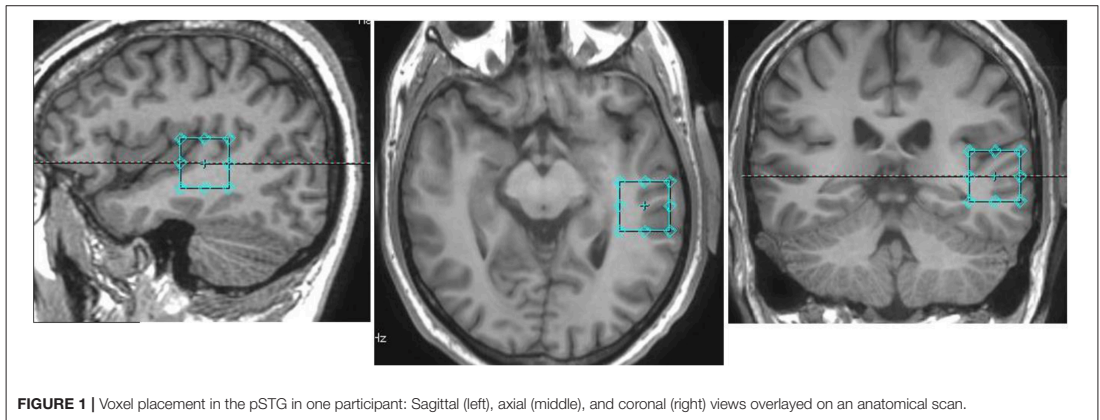 Hz
FIGURE 1 | Voxel placement in the pSTG in one participant: Sagittal (left), axial (middle), and coronal (right) views overlayed on an anatomical scan.